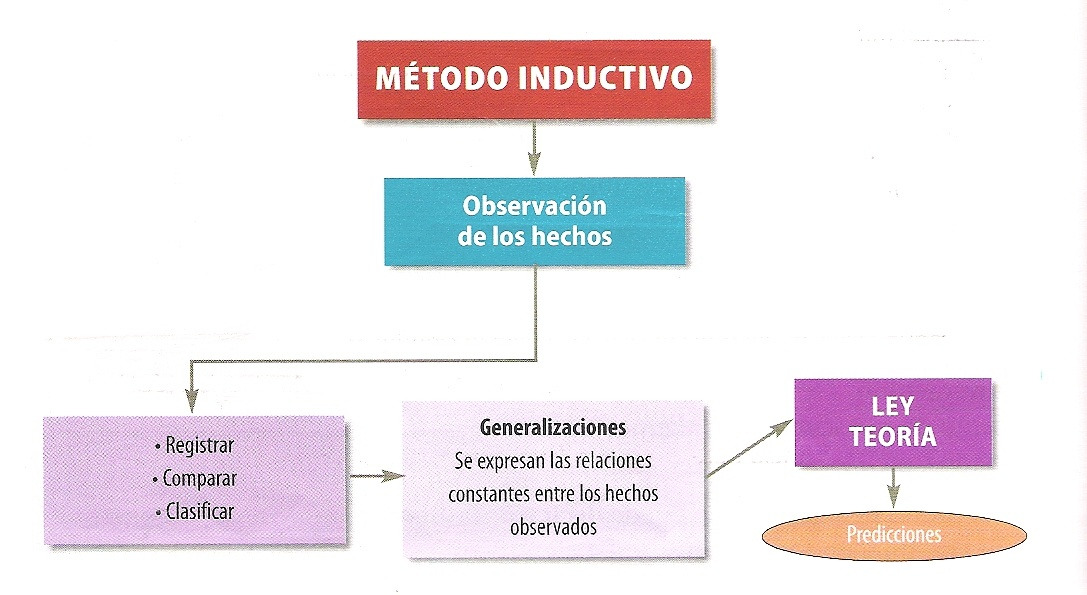 MÉTODO INDUCTIVO
Observación
de los hechos
• Registrar
• Comparar
• Clasificar
Generalizaciones
Se expresan las relaciones
constantes entre los hechos
observados
LEY
TEORÍA
Predicciones